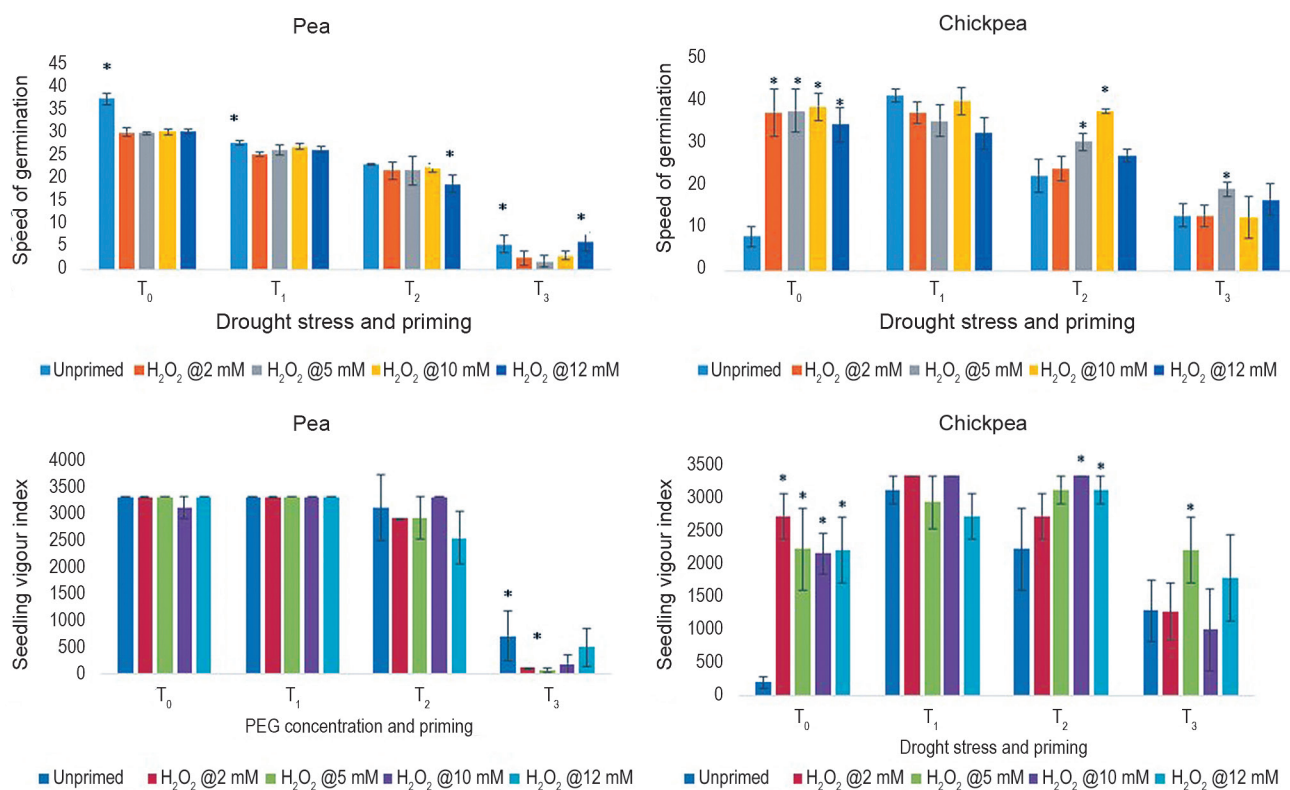 Pea
Speed of germination
45
40
35
30
25
20
15
10
5
0
* * * * *
T₀ T₁ T₂ T₃
Drought stress and priming
Unprimed H₂O₂ @2 mM H₂O₂ @5 mM H₂O₂ @10 mM H₂O₂ @12 mM
Chickpea
Speed of germination
50
40
30
20
10
0
* * * * * * *
T₀ T₁ T₂ T₃
Drought stress and priming
Unprimed H₂O₂ @2 mM H₂O₂ @5 mM H₂O₂ @10 mM H₂O₂ @12 mM
Pea
Seedling vigour index
4000
3500
3000
2500
2000
1500
1000
500
0
* *
T₀ T₁ T₂ T₃
PEG concentration and priming
Unprimed H₂O₂ @2 mM H₂O₂ @5 mM H₂O₂ @10 mM H₂O₂ @12 mM
Chickpea
Seedling vigour index
3500
3000
2500
2000
1500
1000
500
0
* * * * * * *
T₀ T₁ T₂ T₃
Droght stress and priming
Unprimed H₂O₂ @2 mM H₂O₂ @5 mM H₂O₂ @10 mM H₂O₂ @12 mM